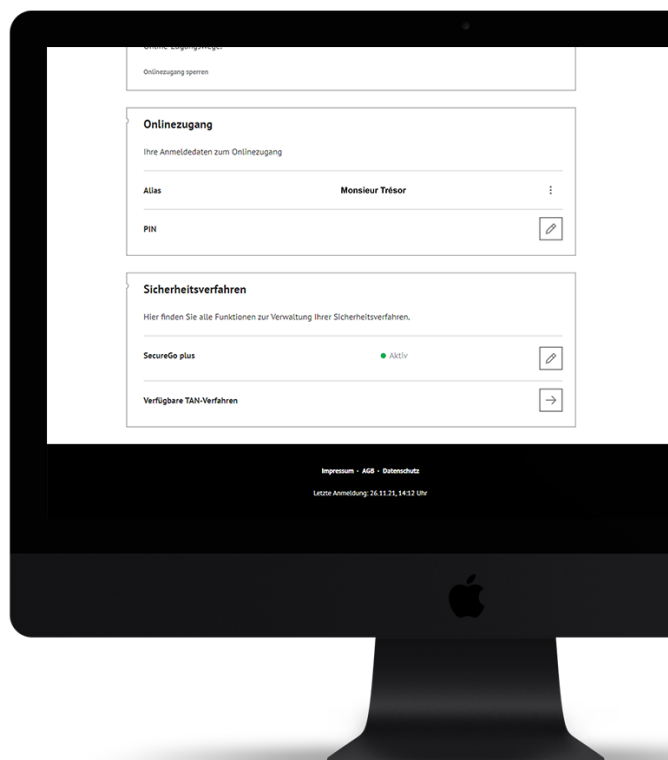 Online-Zugangswege.
Onlinezugang sperren
Onlinezugang
Ihre Anmeldedaten zum Onlinezugang
Alias Monsieur Trésor
PIN
Sicherheitsverfahren
Hier finden Sie alle Funktionen zur Verwaltung Ihrer Sicherheitsverfahren.
SecureGo plus Aktiv
Verfügbare TAN-Verfahren
Impressum - AGB - Datenschutz
Letzte Anmeldung: 26.11.21, 14:12 Uhr